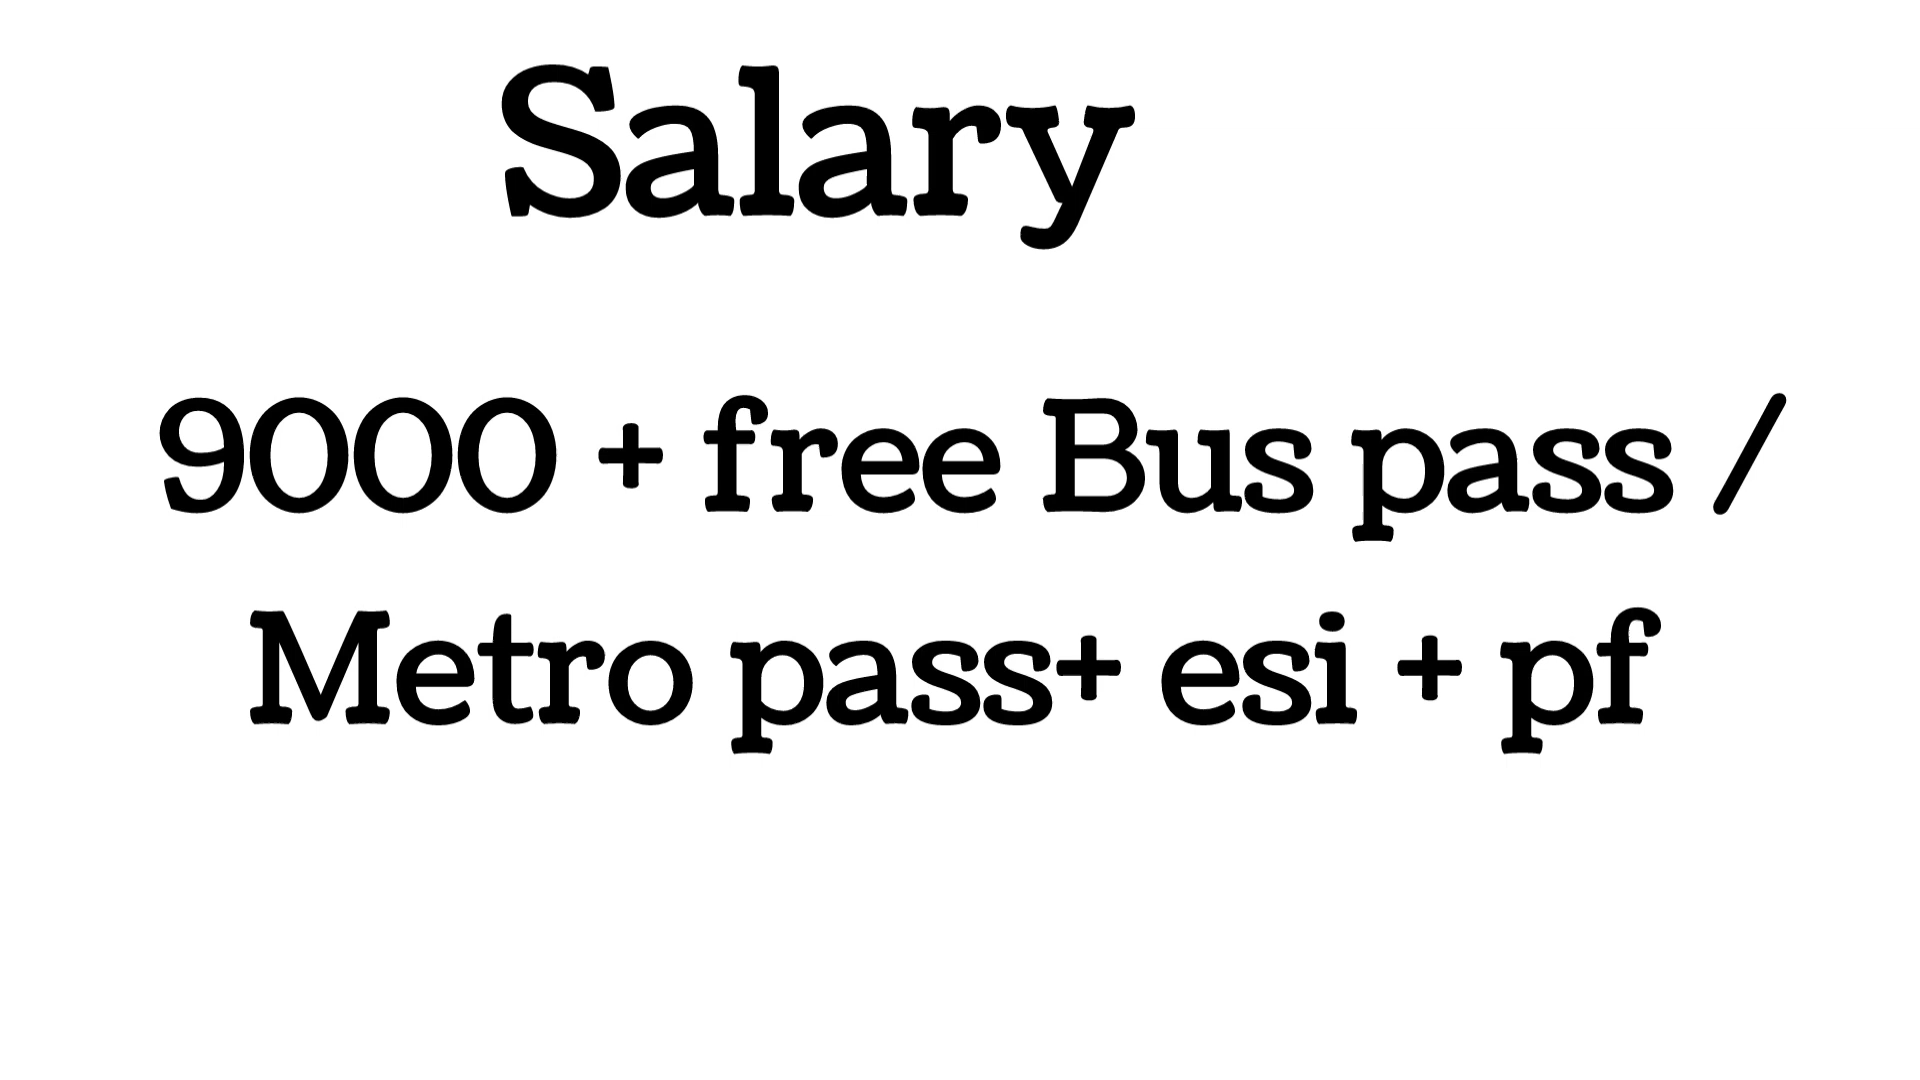 Salary
9000 + free Bus pass /
Metro pass+ esi + pf